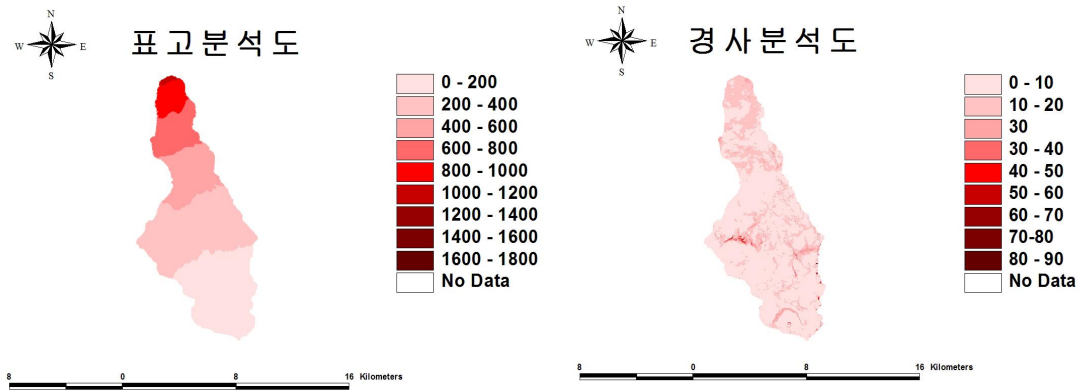 N
W E
S
표고분석도
0 - 200
200 - 400
400 - 600
600 - 800
800 - 1000
1000 - 1200
1200 - 1400
1400 - 1600
1600 - 1800
No Data
8 0 8 16 Kilometers
N
W E
S
경사분석도
0 - 10
10 - 20
30
30 - 40
40 - 50
50 - 60
60 - 70
70-80
80 - 90
No Data
8 0 8 16 Kilometers